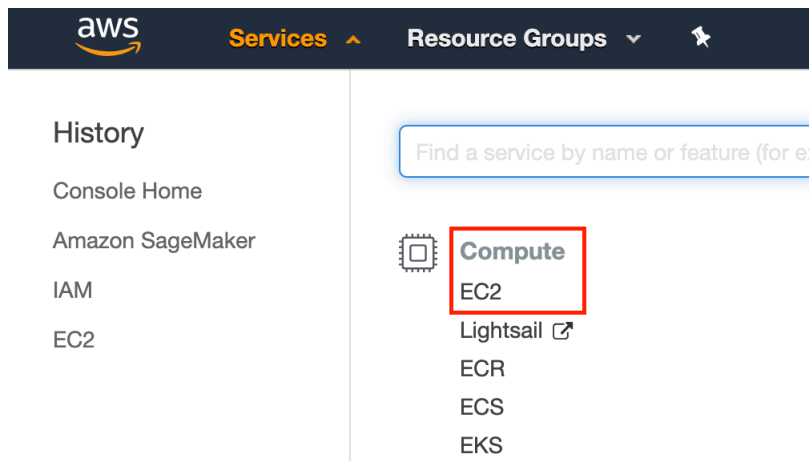 aws Services Resource Groups
History
Console Home
Amazon SageMaker
IAM
EC2
Find a service by name or feature (for
Compute
EC2
Lightsail
ECR
ECS
EKS